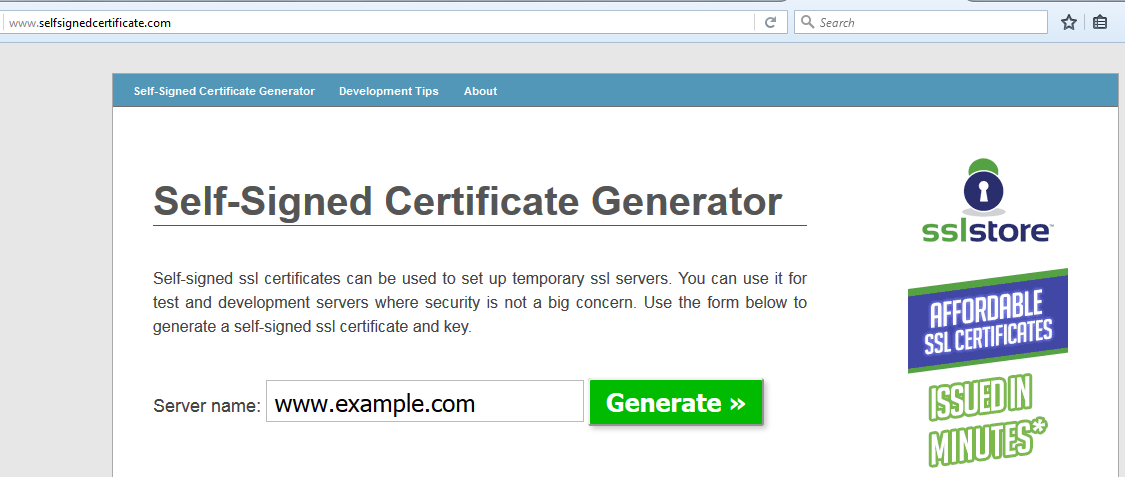 www.selfsignedcertificate.com
Search
Self-Signed Certificate Generator
Development Tips
About
Self-Signed Certificate Generator
Self-signed ssl certificates can be used to set up temporary ssl servers. You can use it for
test and development servers where security is not a big concern. Use the form below to
generate a self-signed ssl certificate and key.
Server name: www.example.com Generate »
sslstore™
AFFORDABLE
SSL CERTIFICATES
ISSUED IN
MINUTES*